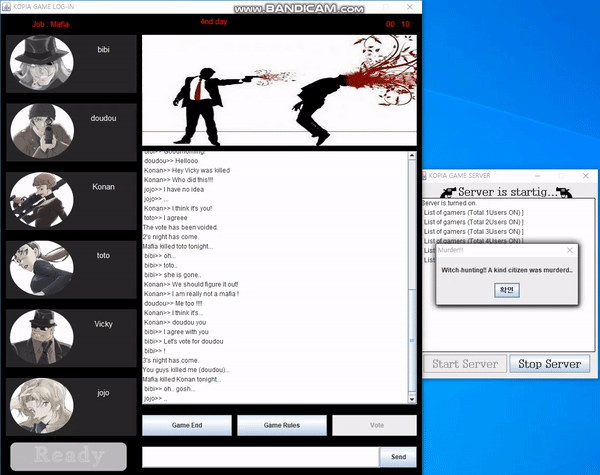 KOPIA GAME LOG-IN
www.BANDICAM.com
Job : Mafia
4nd day
00 : 10
bibi
doudou
Konan
toto
Vicky
jojo
bibi>> Goodmorning!
doudou>> Hellooo
Konan>> Hey Vicky was killed
Konan>> Who did this!!!
jojo>> I have no idea
jojo>> ...
Konan>> I think it's you!
toto>> I agreee
The vote has been voided.
2's night has come.
Mafia killed toto tonight...
bibi>> oh...
bibi>> toto..
bibi>> she is gone..
Konan>> We should figure it out!
Konan>> I am really not a mafia !
doudou>> Me too !!!!
Konan>> I think it's...
Konan>> doudou you
bibi>> I agree with you
bibi>> Let's vote for doudou
bibi>> !
3's night has come.
You guys killed me (doudou)...
Mafia killed Konan tonight...
bibi>> oh.. gosh...
jojo>> ..
Game End
Game Rules
Vote
Ready
Send
KOPIA GAME SERVER
Server is startig...
Server is turned on.
List of gamers (Total 1Users ON) ]
List of gamers (Total 2Users ON) ]
List of gamers (Total 3Users ON) ]
List of gamers (Total 4Users ON) ]
List
List
Murder!!!
Witch-hunting!! A kind citizen was murderd..
확인
Start Server
Stop Server